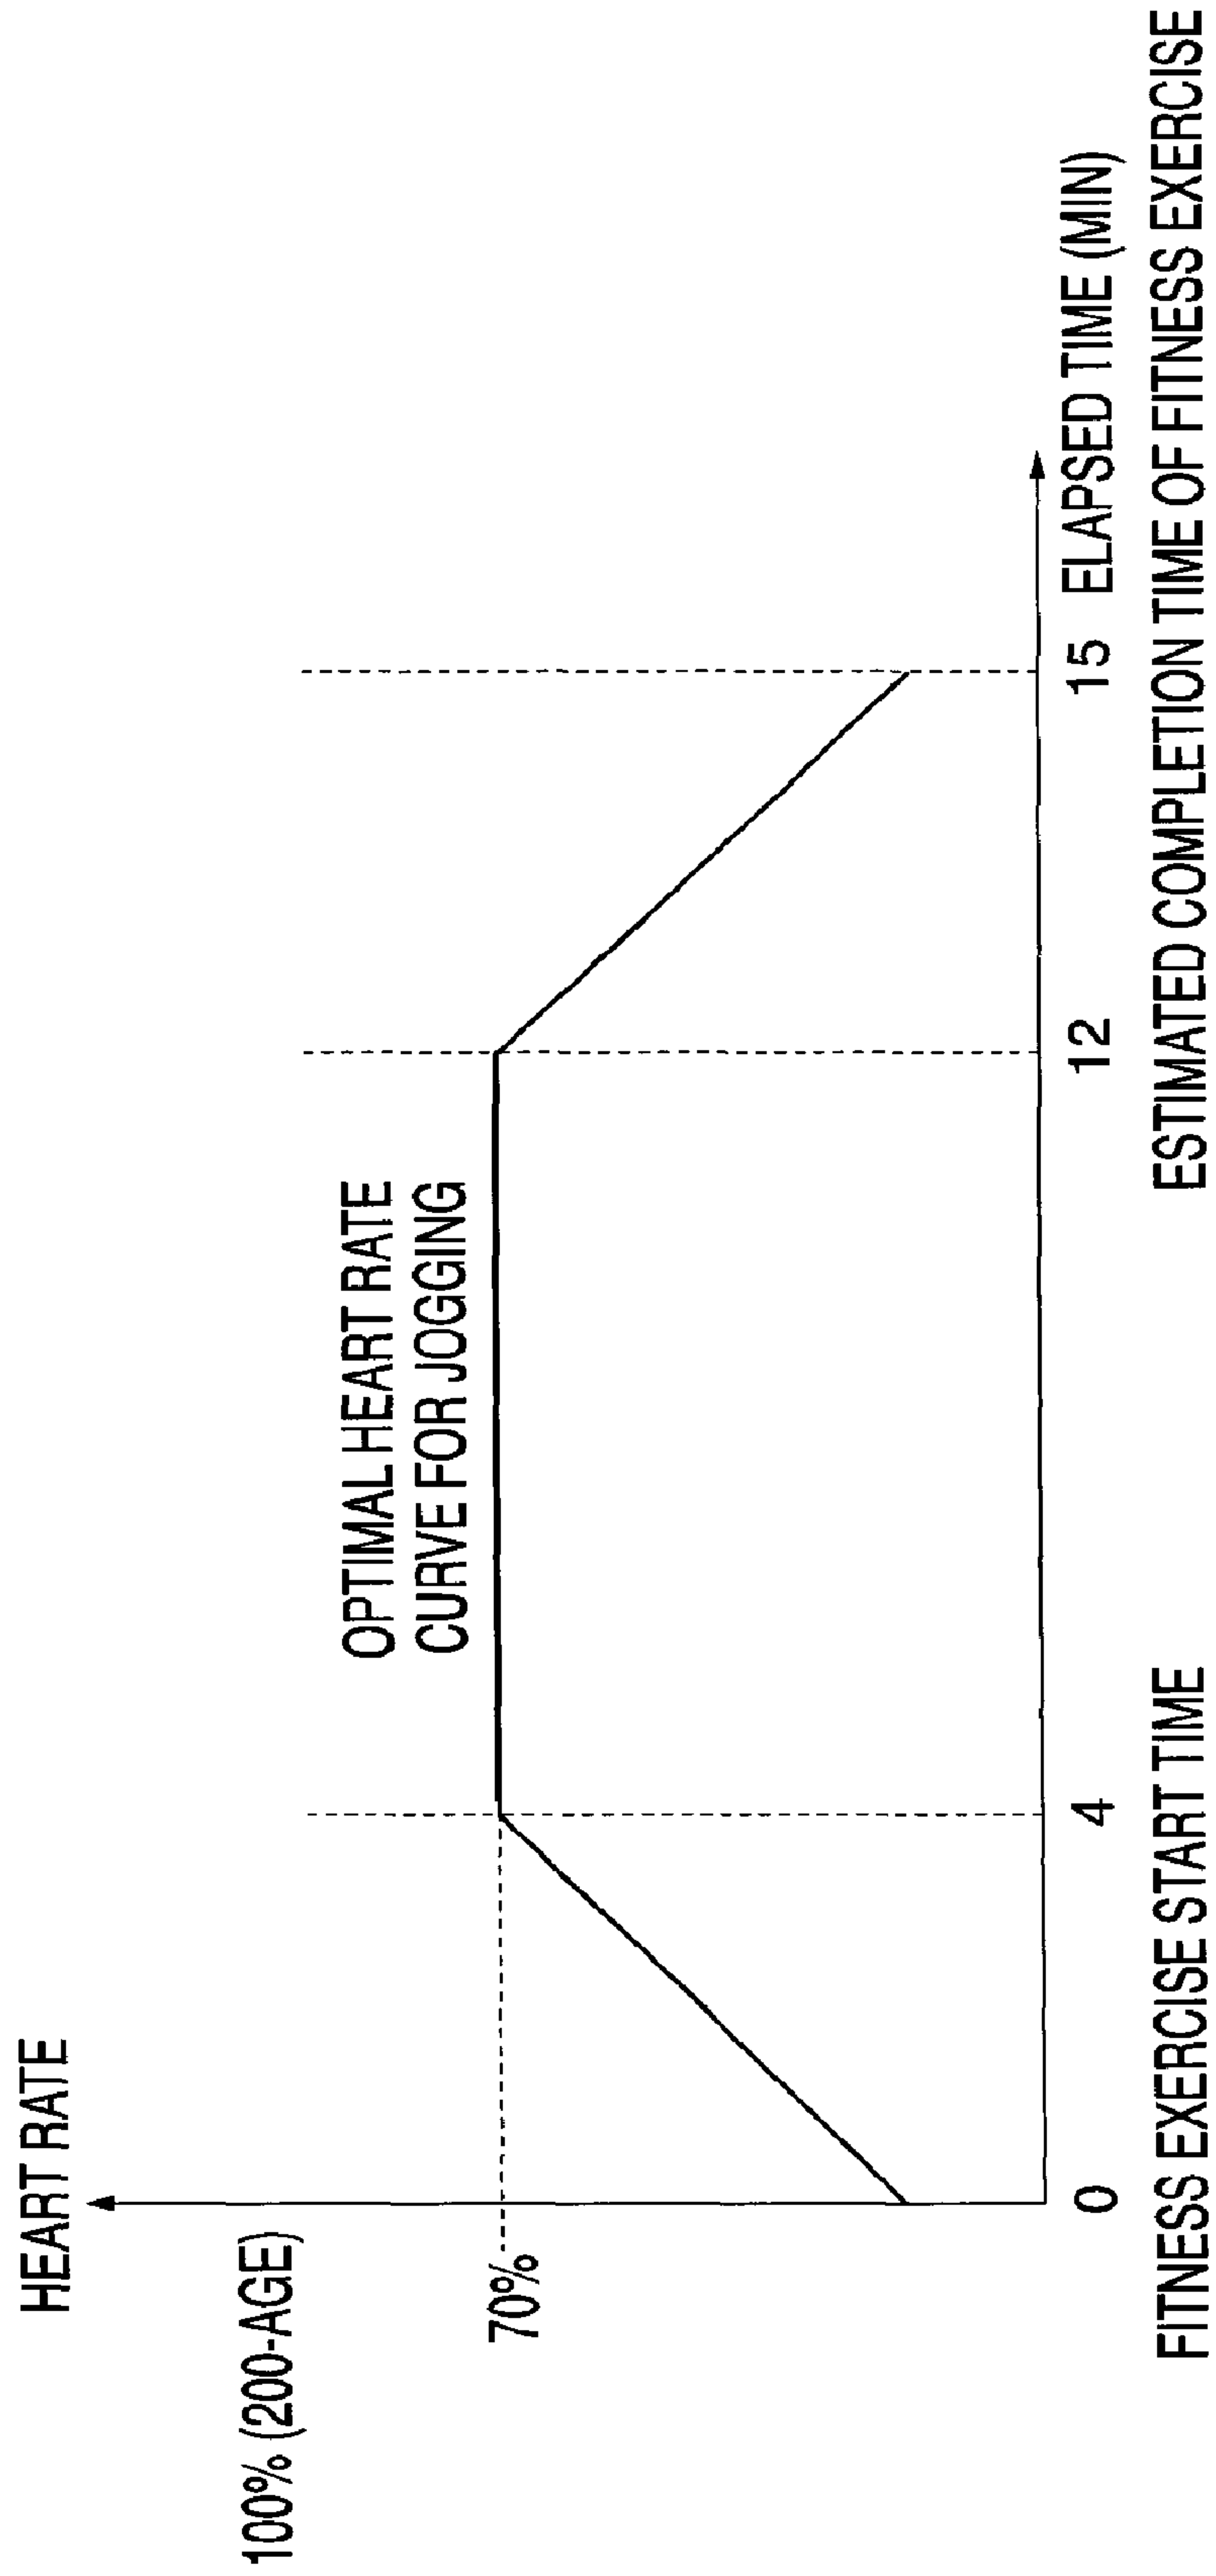 HEART RATE
100% (200-AGE)
OPTIMAL HEART RATE
CURVE FOR JOGGING
70%
0
4
12
15
ELAPSED TIME (MIN)
FITNESS EXERCISE START TIME
ESTIMATED COMPLETION TIME OF FITNESS EXERCISE